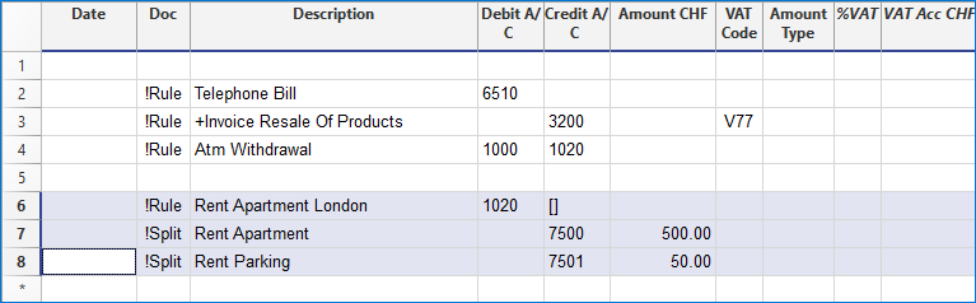 Date Doc Description Debit A/C Credit A/C Amount CHF VAT Code Amount Type %VAT VAT Acc CHF
1
2 !Rule Telephone Bill 6510
3 !Rule +Invoice Resale Of Products 3200 V77
4 !Rule Atm Withdrawal 1000 1020
5
6 !Rule Rent Apartment London 1020 []
7 !Split Rent Apartment 7500 500.00
8 !Split Rent Parking 7501 50.00
*